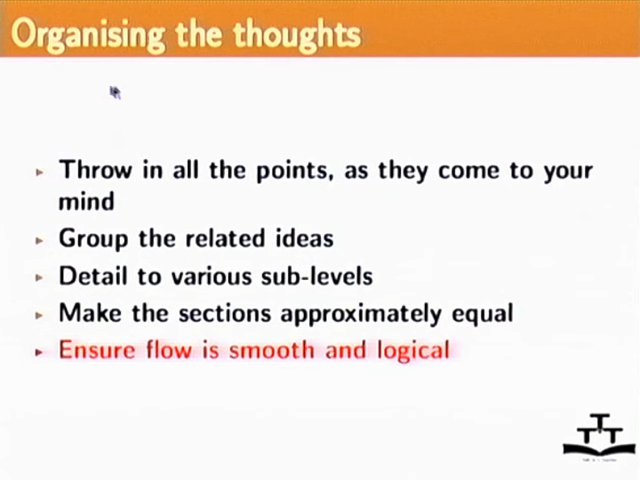 Organising the thoughts
Throw in all the points, as they come to your
mind
Group the related ideas
Detail to various sub-levels
Make the sections approximately equal
Ensure flow is smooth and logical
TTT